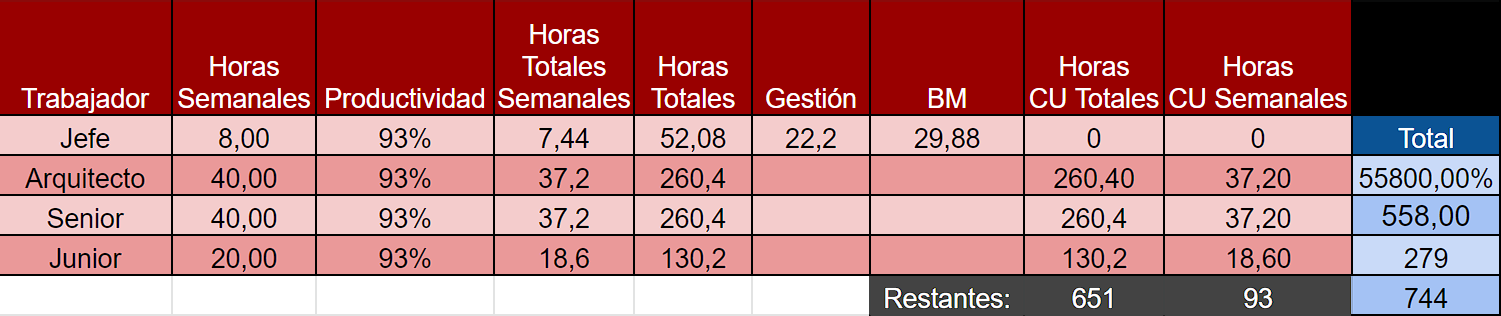 Trabajador Horas Semanales Productividad Horas Totales Semanales Horas Totales Gestión BM Horas CU Totales Horas CU Semanales
Jefe 8,00 93% 7,44 52,08 22,2 29,88 0 0 Total
Arquitecto 40,00 93% 37,2 260,4 260,40 37,20 55800,00%
Senior 40,00 93% 37,2 260,4 260,4 37,20 558,00
Junior 20,00 93% 18,6 130,2 130,2 18,60 279
Restantes: 651 93 744